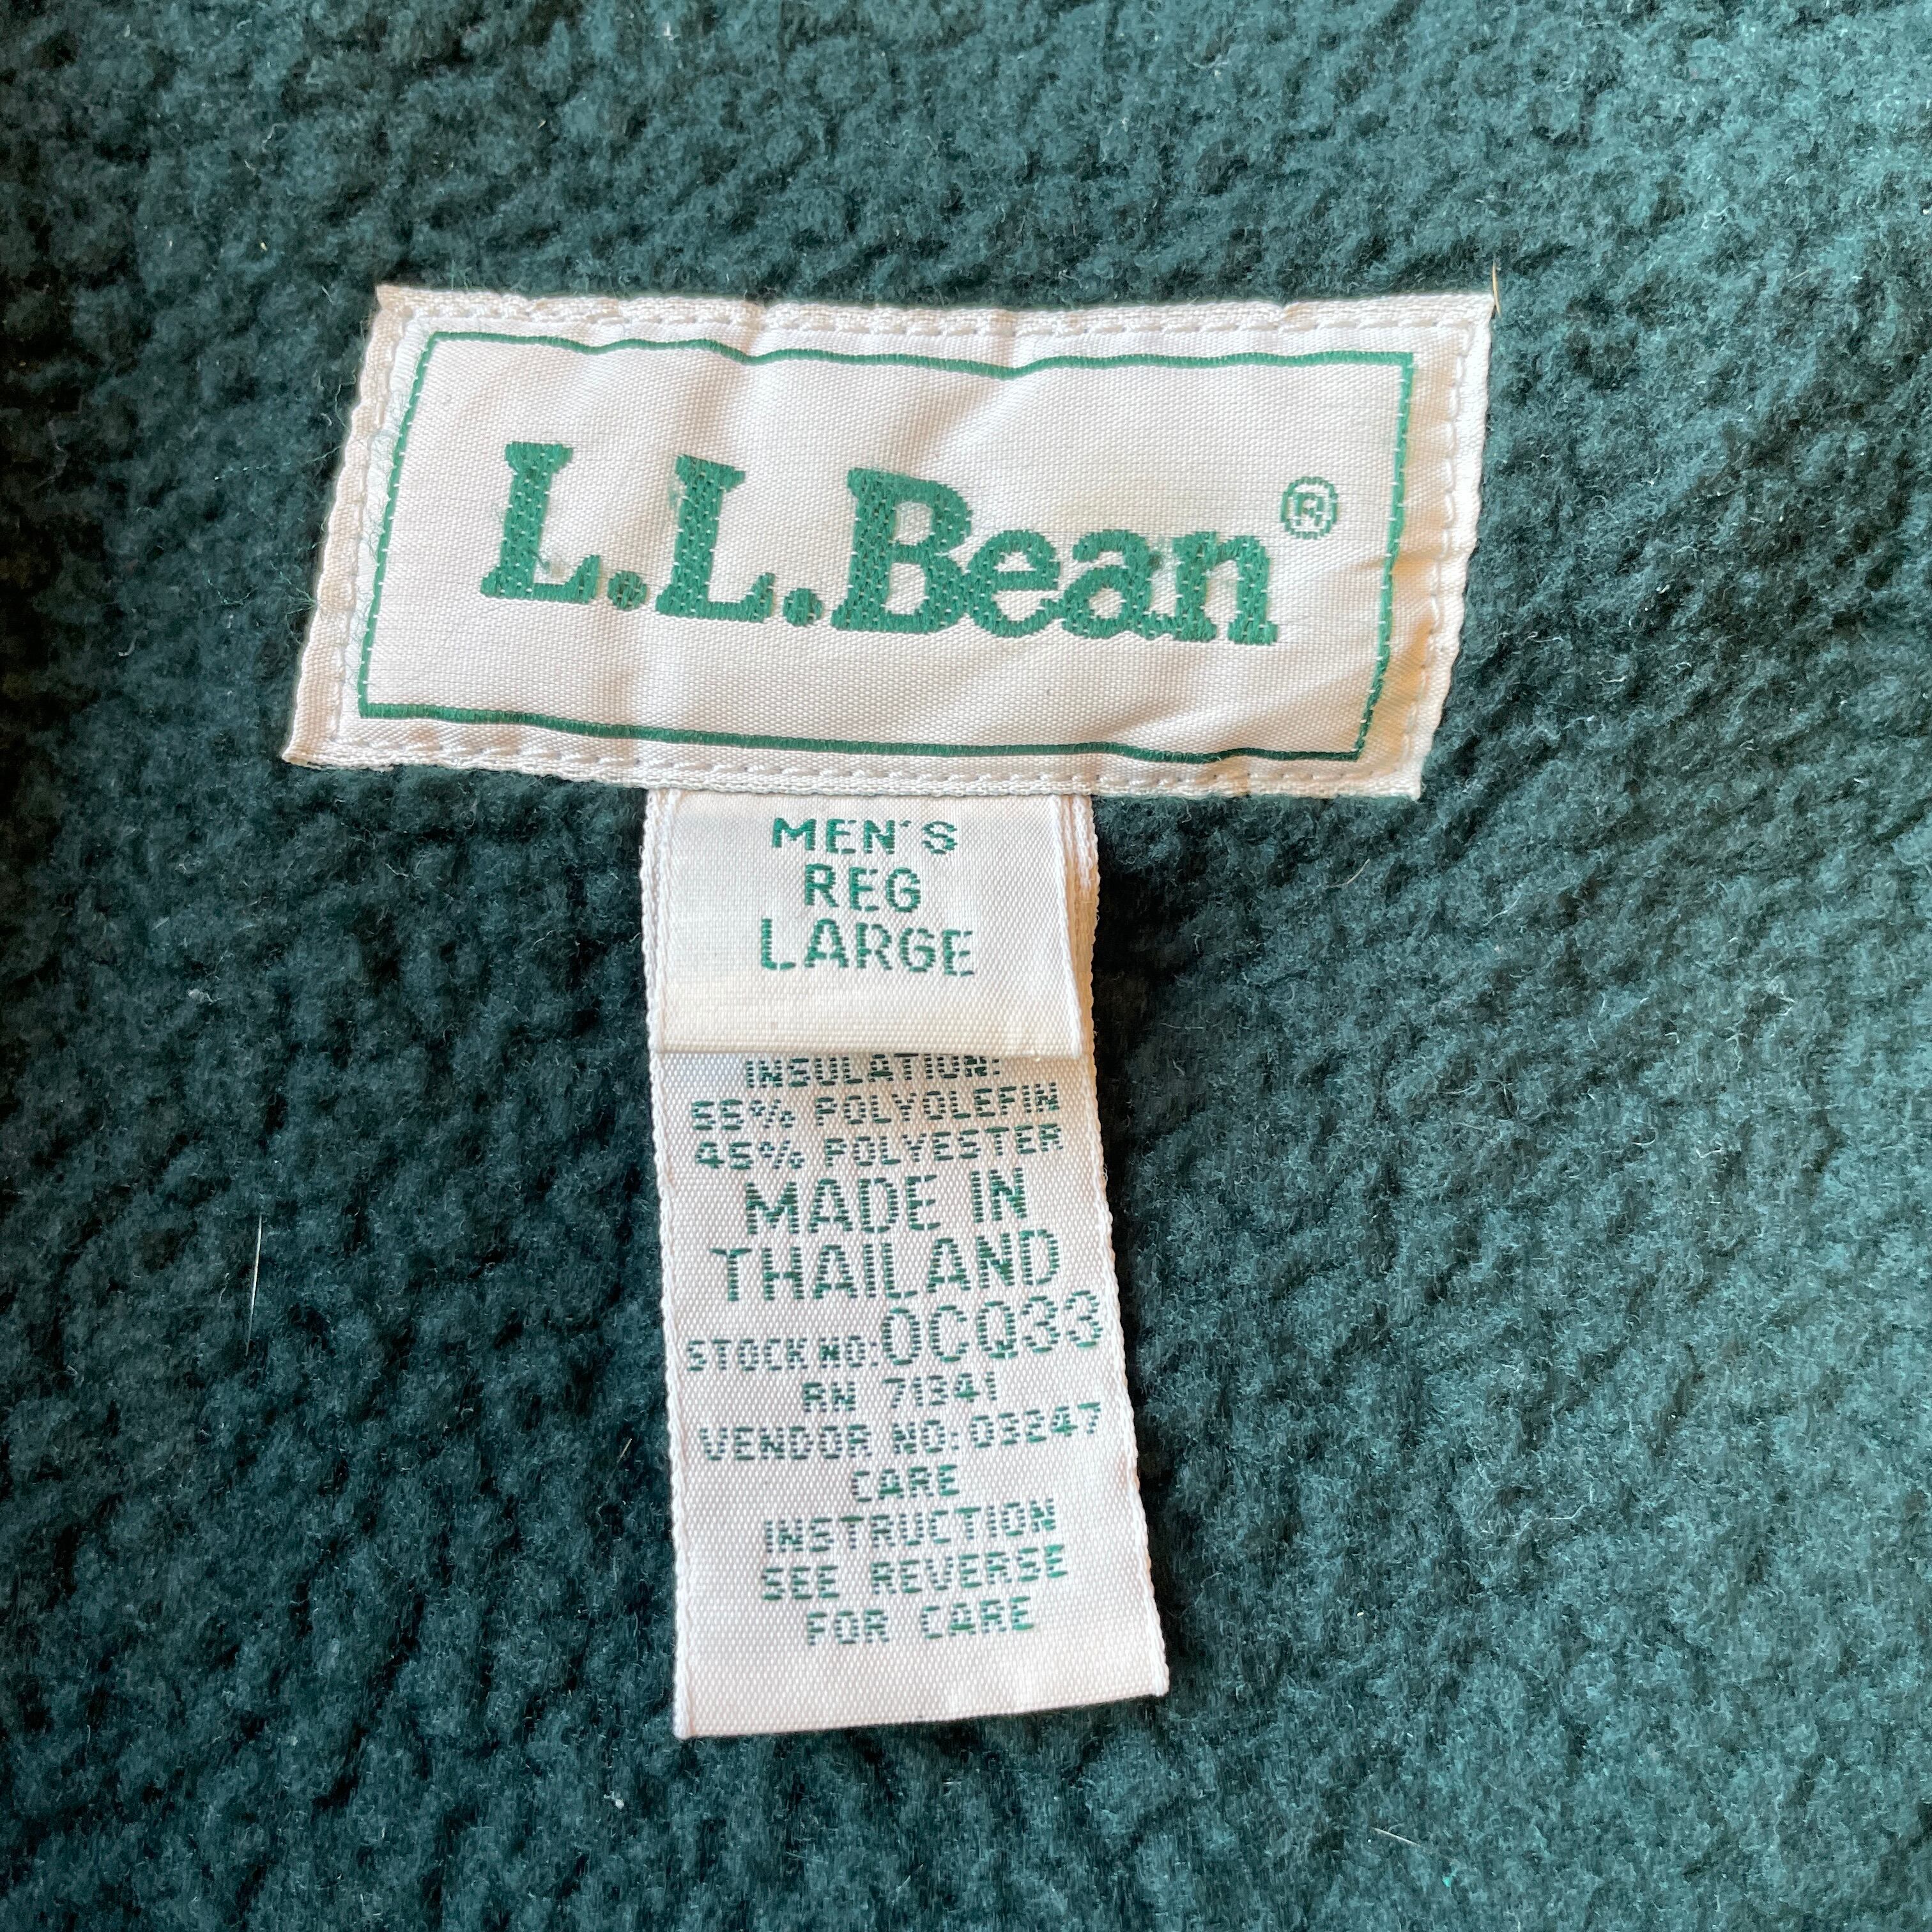 L.L.Bean®
MEN'S
REG
LARGE
INSULATION:
55% POLYOLEFIN
45% POLYESTER
MADE IN
THAILAND
STOCK NO: 0CQ33
RN 71341
VENDOR NO: 03247
CARE
INSTRUCTION
SEE REVERSE
FOR CARE